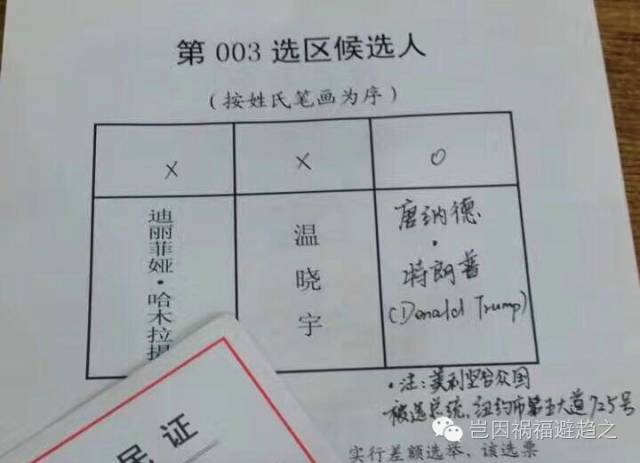 第 003 选区候选人
（按姓氏笔画为序）
× × ○
迪丽菲娅·哈木拉提
温晓宇
唐纳德
·
特朗普
(Donald Trump)
·注：美利坚合众国
被选总统，纽约市第五大道725号
实行差额选举，该选票
民证
岂因祸福避趋之